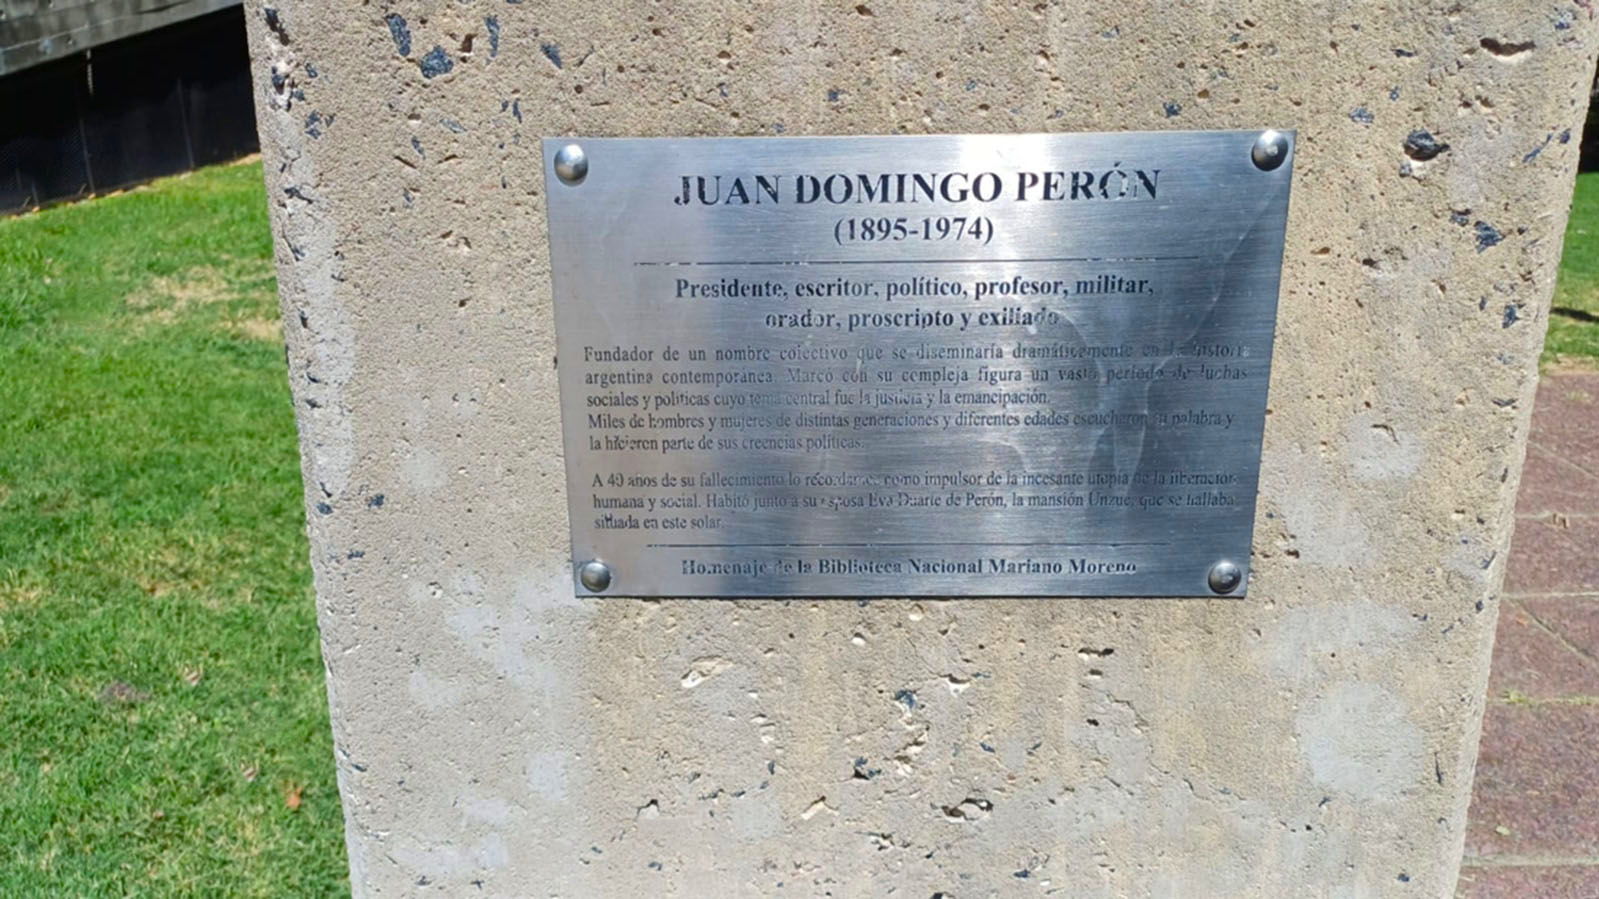 JUAN DOMINGO PERÓN
(1895-1974)
Presidente, escritor, político, profesor, militar,
orador, proscripto y exiliado
Fundador de un nombre colectivo que se diseminaría dramáticamente en la historia
argentina contemporánea. Marcó con su compleja figura un vasto período de luchas
sociales y políticas cuyo tema central fue la justicia y la emancipación.
Miles de hombres y mujeres de distintas generaciones y diferentes edades escucharon su palabra y
la hicieron parte de sus creencias políticas.
A 40 años de su fallecimiento lo recordamos como impulsor de la incesante utopía de la liberación
humana y social. Habitó junto a su esposa Eva Duarte de Perón, la mansión Unzue, que se hallaba
situada en este solar.
Homenaje de la Biblioteca Nacional Mariano Moreno